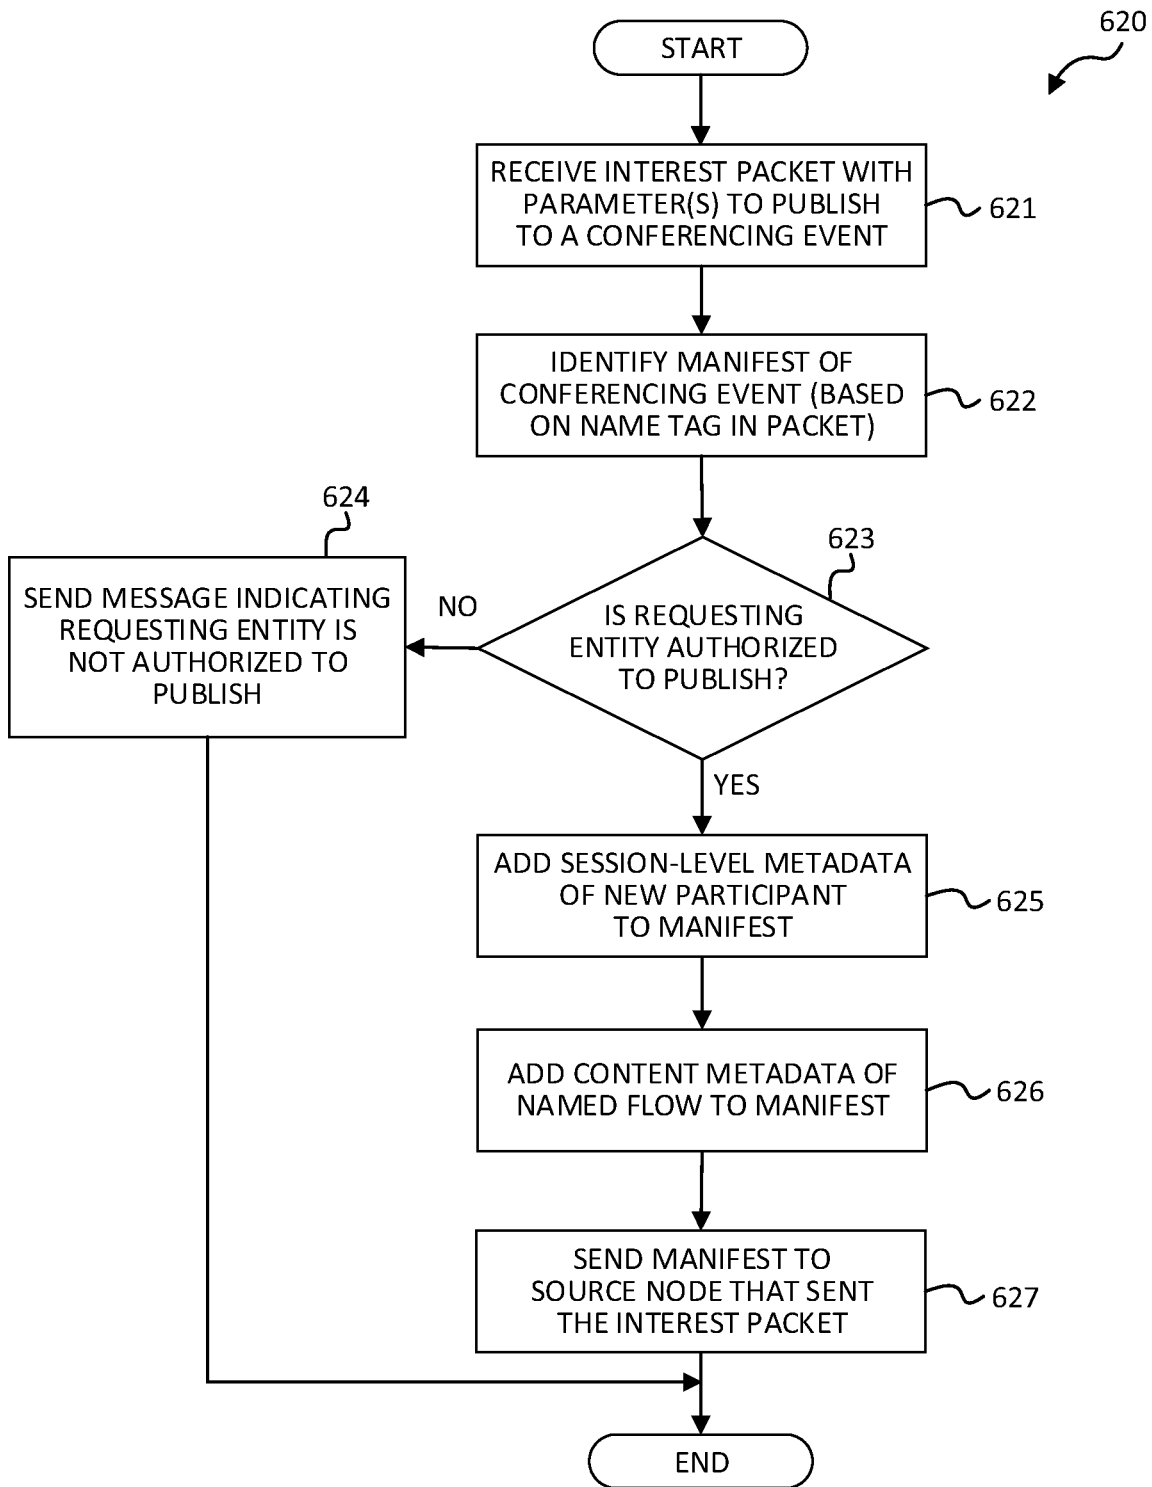 620
START
RECEIVE INTEREST PACKET WITH
PARAMETER(S) TO PUBLISH
TO A CONFERENCING EVENT
621
IDENTIFY MANIFEST OF
CONFERENCING EVENT (BASED
ON NAME TAG IN PACKET)
622
624
SEND MESSAGE INDICATING
REQUESTING ENTITY IS
NOT AUTHORIZED TO
PUBLISH
NO
623
IS REQUESTING
ENTITY AUTHORIZED
TO PUBLISH?
YES
ADD SESSION-LEVEL METADATA
OF NEW PARTICIPANT
TO MANIFEST
625
ADD CONTENT METADATA OF
NAMED FLOW TO MANIFEST
626
SEND MANIFEST TO
SOURCE NODE THAT SENT
THE INTEREST PACKET
627
END